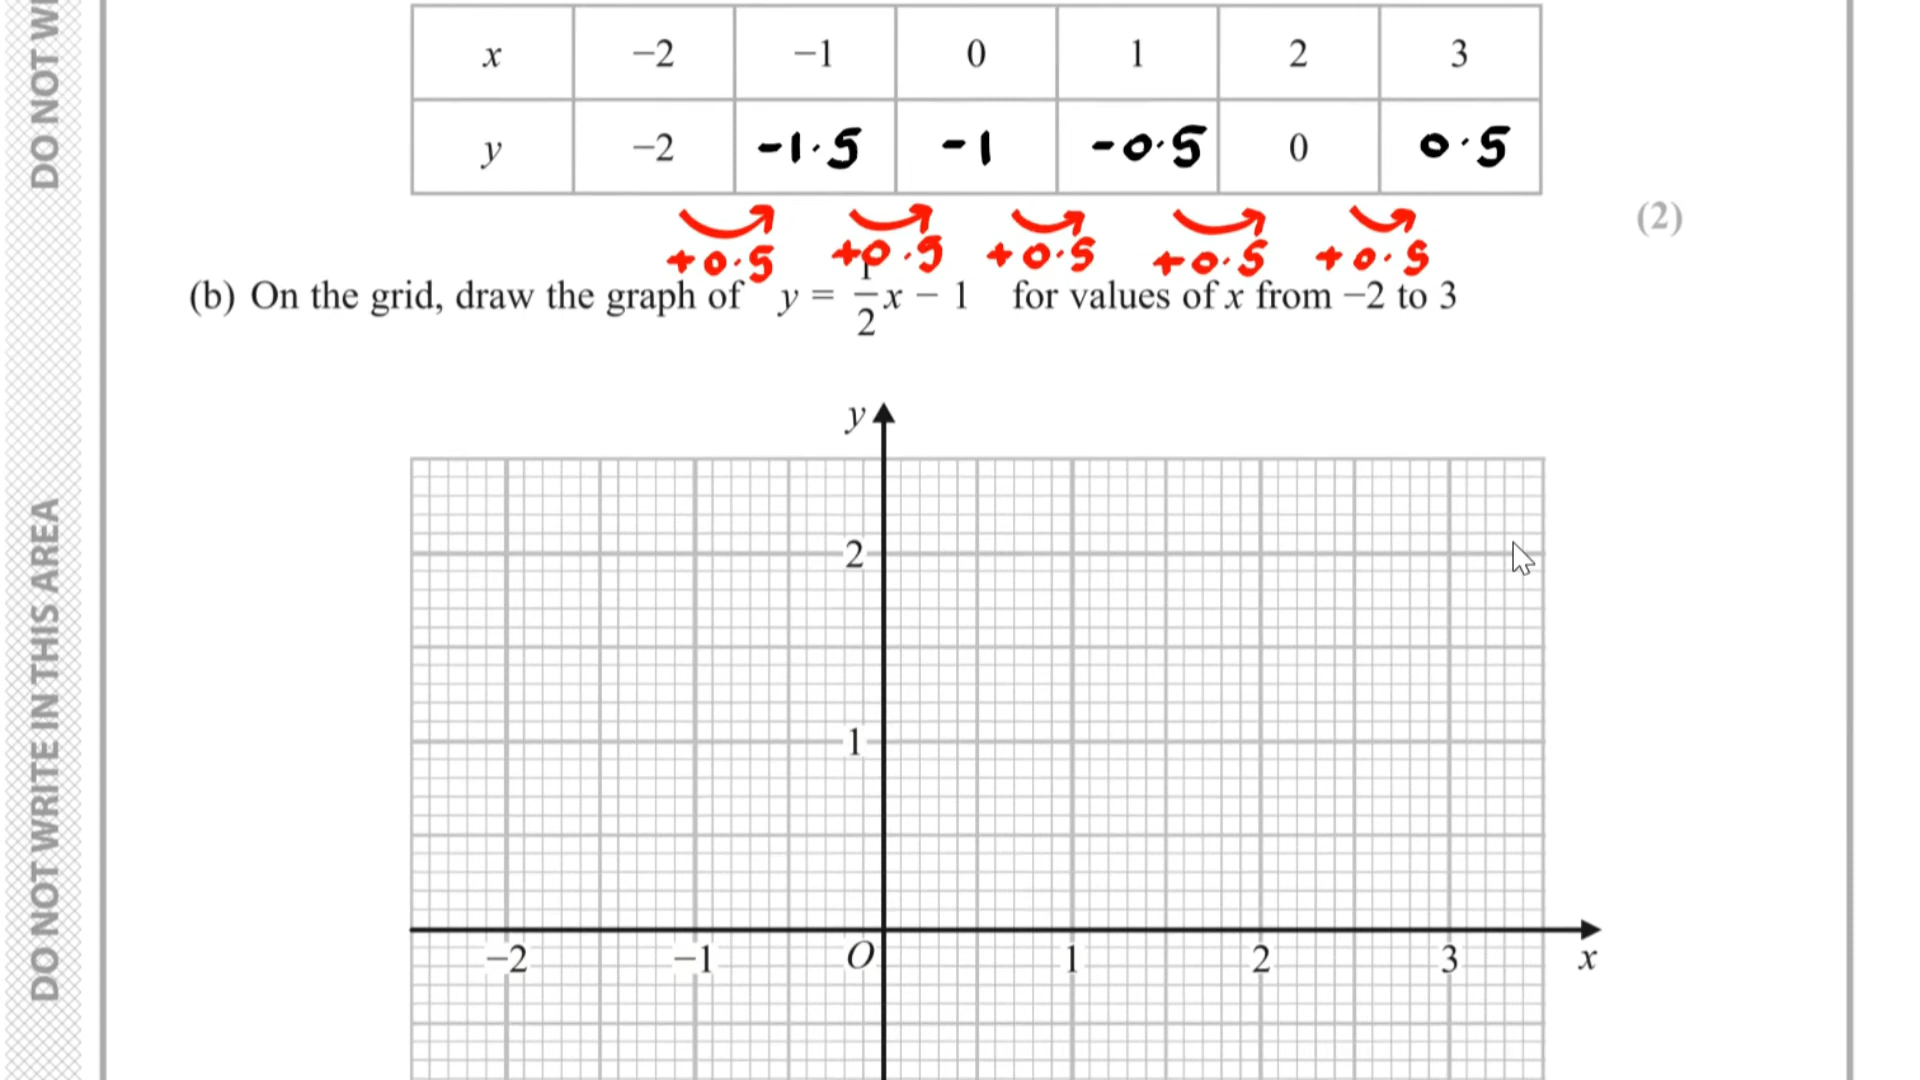 DO NOT WI
x −2 −1 0 1 2 3
y −2 -1.5 -1 -0.5 0 0.5
(2)
+0.5 +0.5 +0.5 +0.5 +0.5
(b) On the grid, draw the graph of y = 1/2 x − 1 for values of x from −2 to 3
DO NOT WRITE IN THIS AREA
y
2
1
−2 −1 O 1 2 3 x